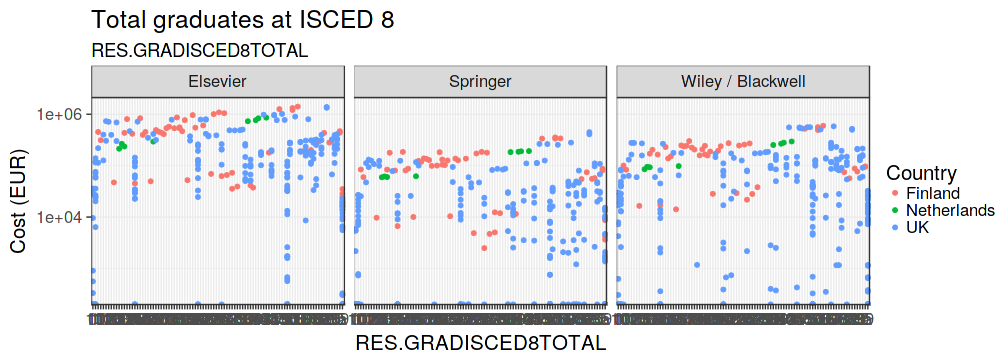 Total graduates at ISCED 8
RES.GRADISCED8TOTAL
Elsevier
Springer
Wiley / Blackwell
1e+06
1e+04
Cost (EUR)
RES.GRADISCED8TOTAL
Country
Finland
Netherlands
UK